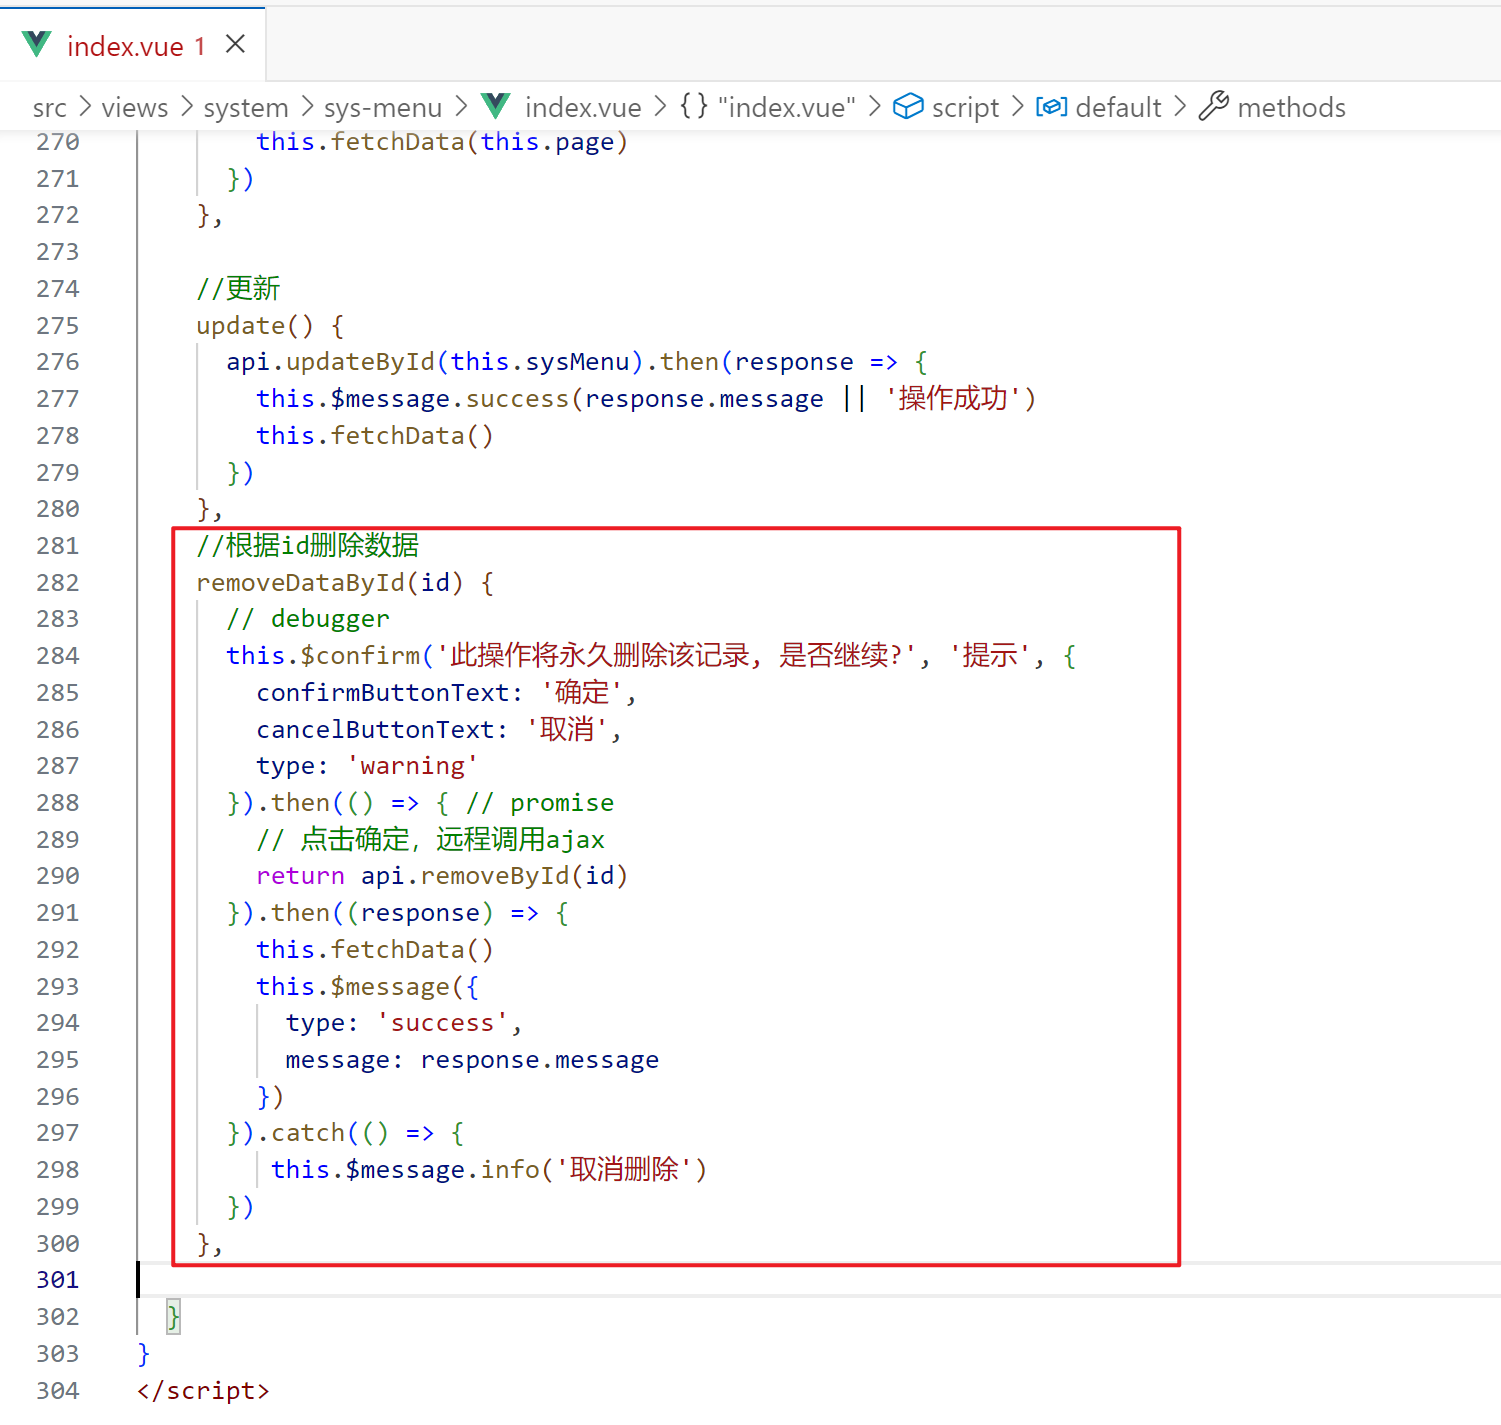 index.vue 1
src > views > system > sys-menu > index.vue > {} "index.vue" > script > default > methods
270 this.fetchData(this.page)
271 })
272 },
273
274 //更新
275 update() {
276 api.updateById(this.sysMenu).then(response => {
277 this.$message.success(response.message || '操作成功')
278 this.fetchData()
279 })
280 },
281 //根据id删除数据
282 removeDataById(id) {
283 // debugger
284 this.$confirm('此操作将永久删除该记录, 是否继续?', '提示', {
285 confirmButtonText: '确定',
286 cancelButtonText: '取消',
287 type: 'warning'
288 }).then(() => { // promise
289 // 点击确定，远程调用ajax
290 return api.removeById(id)
291 }).then((response) => {
292 this.fetchData()
293 this.$message({
294 type: 'success',
295 message: response.message
296 })
297 }).catch(() => {
298 this.$message.info('取消删除')
299 })
300 },
301
302 }
303 }
304 </script>